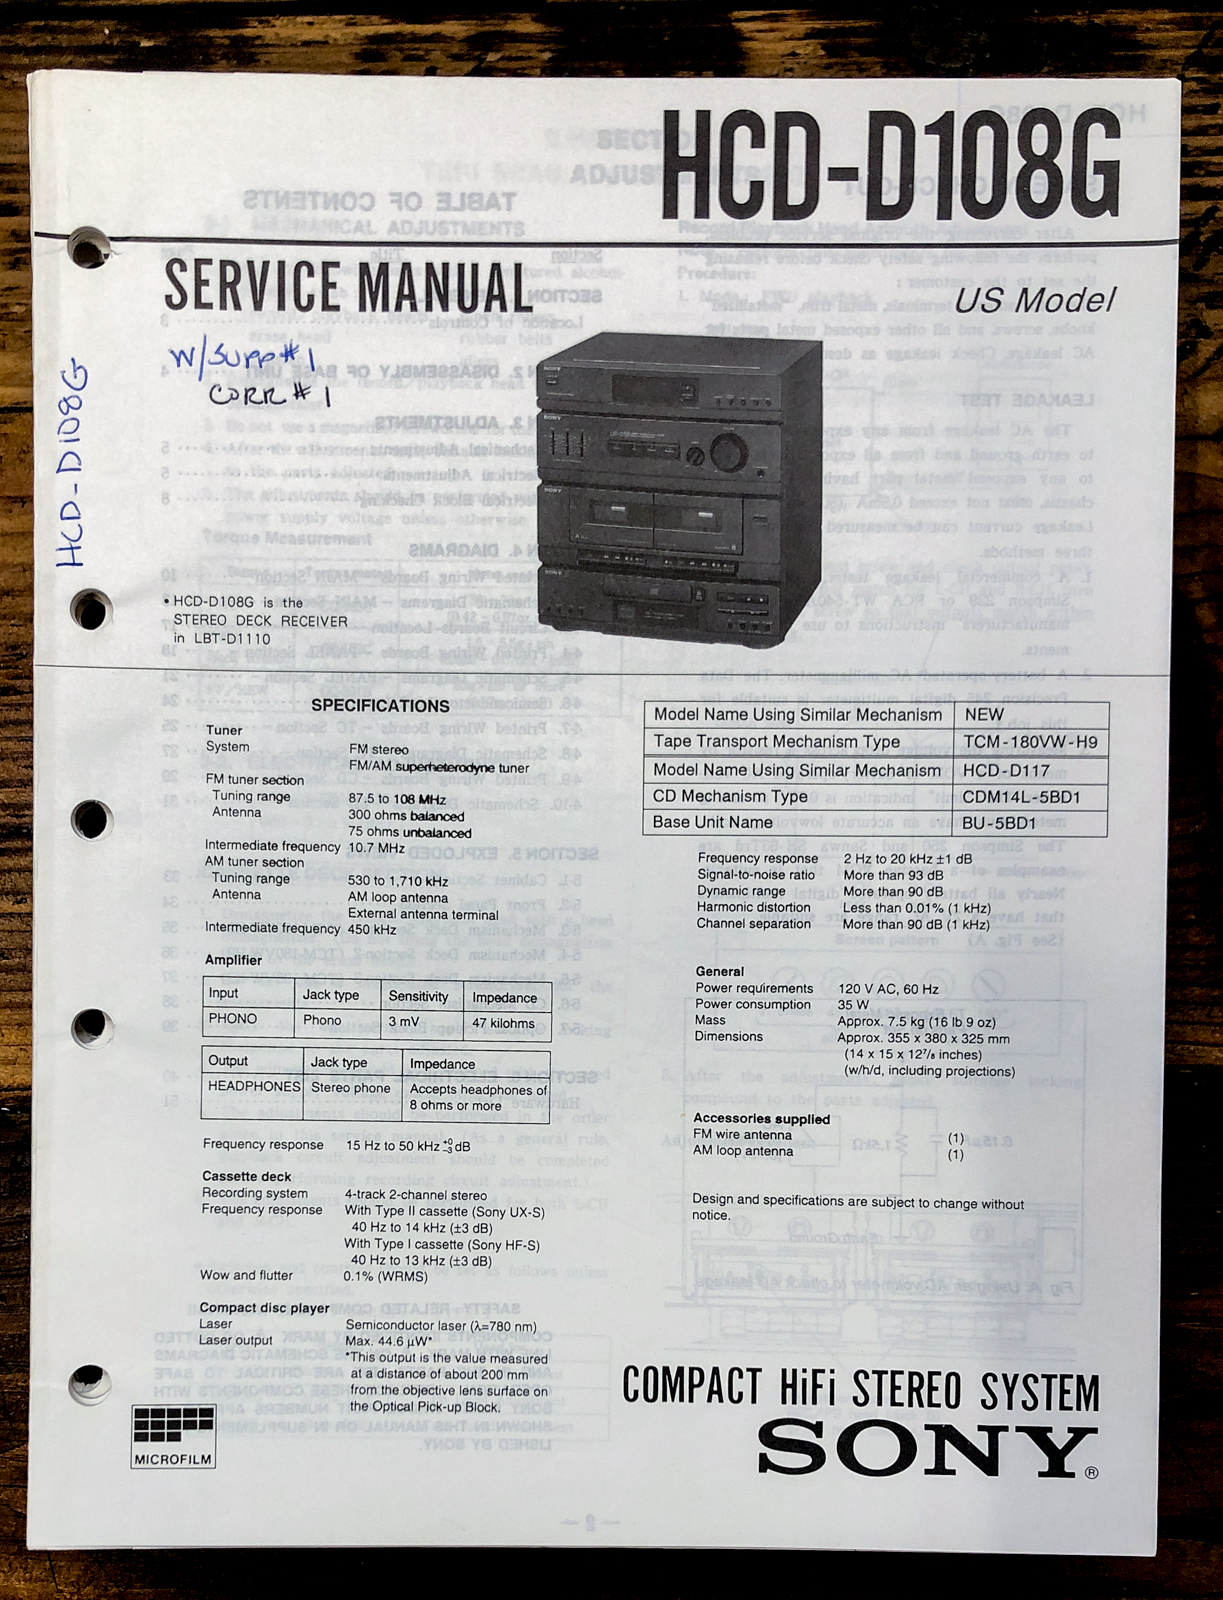 HCD-D108G
SERVICE MANUAL
US Model
W/SUPP#1
CORR#1
HCD-D108G
• HCD-D108G is the
STEREO DECK RECEIVER
in LBT-D1110
SPECIFICATIONS
Tuner
System FM stereo
FM/AM superheterodyne tuner
FM tuner section
Tuning range 87.5 to 108 MHz
Antenna 300 ohms balanced
75 ohms unbalanced
Intermediate frequency 10.7 MHz
AM tuner section
Tuning range 530 to 1,710 kHz
Antenna AM loop antenna
External antenna terminal
Intermediate frequency 450 kHz
Amplifier
Input Jack type Sensitivity Impedance
PHONO Phono 3 mV 47 kilohms
Output Jack type Impedance
HEADPHONES Stereo phone Accepts headphones of
8 ohms or more
Frequency response 15 Hz to 50 kHz +0 -3 dB
Cassette deck
Recording system 4-track 2-channel stereo
Frequency response With Type II cassette (Sony UX-S)
40 Hz to 14 kHz (±3 dB)
With Type I cassette (Sony HF-S)
40 Hz to 13 kHz (±3 dB)
Wow and flutter 0.1% (WRMS)
Compact disc player
Laser Semiconductor laser (λ=780 nm)
Laser output Max. 44.6 µW*
*This output is the value measured
at a distance of about 200 mm
from the objective lens surface on
the Optical Pick-up Block.
MICROFILM
Model Name Using Similar Mechanism NEW
Tape Transport Mechanism Type TCM-180VW-H9
Model Name Using Similar Mechanism HCD-D117
CD Mechanism Type CDM14L-5BD1
Base Unit Name BU-5BD1
Frequency response 2 Hz to 20 kHz ±1 dB
Signal-to-noise ratio More than 93 dB
Dynamic range More than 90 dB
Harmonic distortion Less than 0.01% (1 kHz)
Channel separation More than 90 dB (1 kHz)
General
Power requirements 120 V AC, 60 Hz
Power consumption 35 W
Mass Approx. 7.5 kg (16 lb 9 oz)
Dimensions Approx. 355 x 380 x 325 mm
(14 x 15 x 12 7/8 inches)
(w/h/d, including projections)
Accessories supplied
FM wire antenna (1)
AM loop antenna (1)
Design and specifications are subject to change without
notice.
COMPACT HiFi STEREO SYSTEM
SONY®